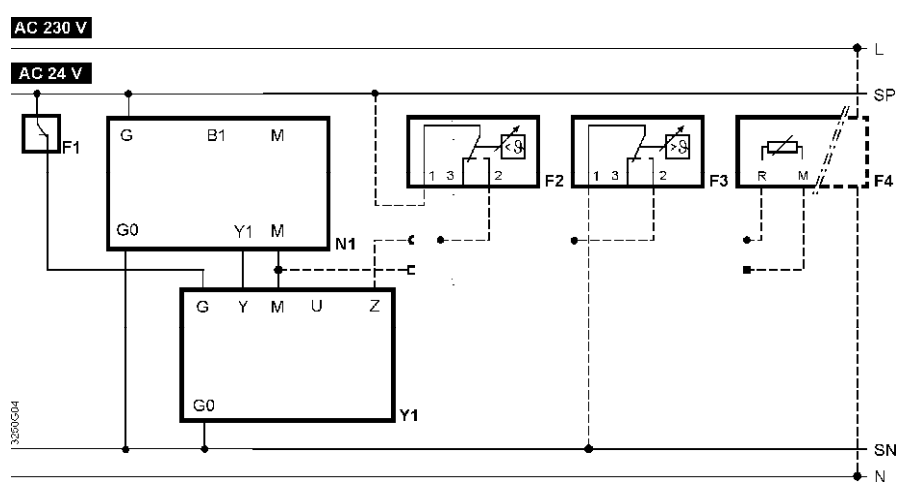 AC 230 V
L
AC 24 V
SP
F1
G B1 M
G0 Y1 M
N1
<ϑ
1 3 2
F2
>ϑ
1 3 2
F3
R M
F4
G Y M U Z
G0
Y1
3250G04
SN
N